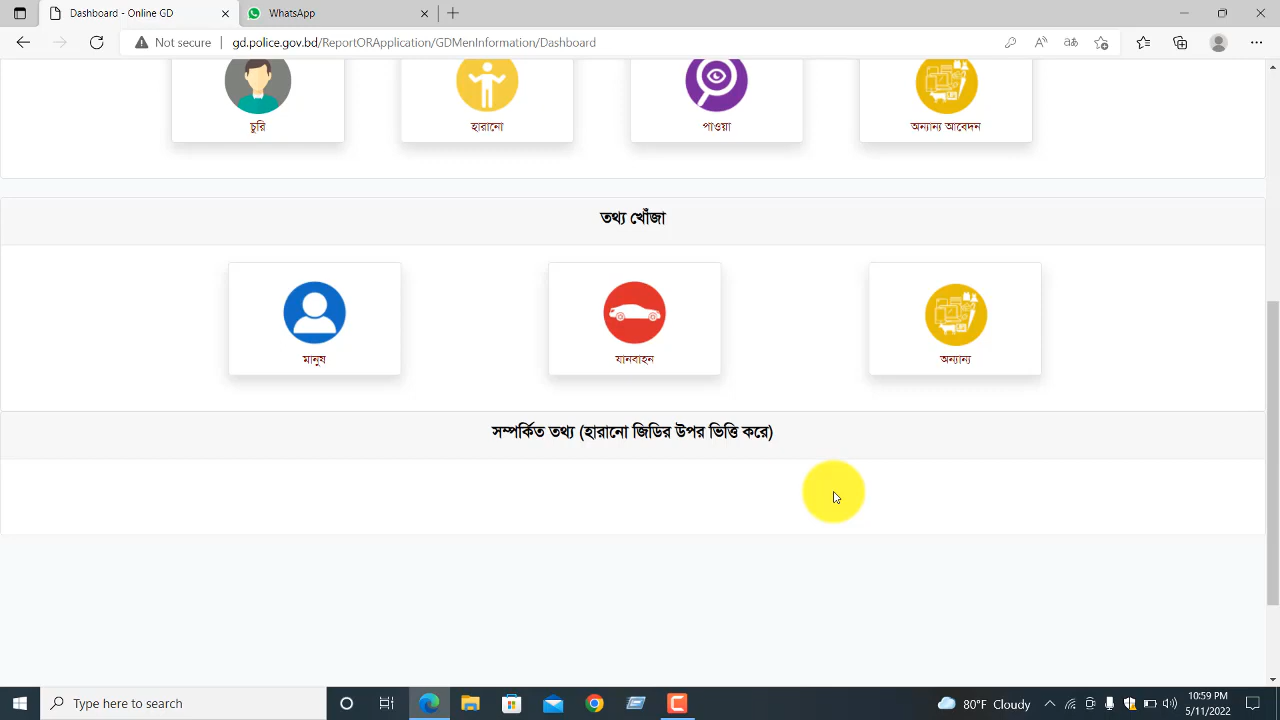 Dashboard - Online GD
WhatsApp
Not secure
gd.police.gov.bd/ReportORApplication/GDMenInformation/Dashboard
চুরি
হারানো
পাওয়া
অন্যান্য আবেদন
তথ্য খোঁজা
মানুষ
যানবাহন
অন্যান্য
সম্পর্কিত তথ্য (হারানো জিডির উপর ভিত্তি করে)
Type here to search
80°F Cloudy
10:59 PM
5/11/2022